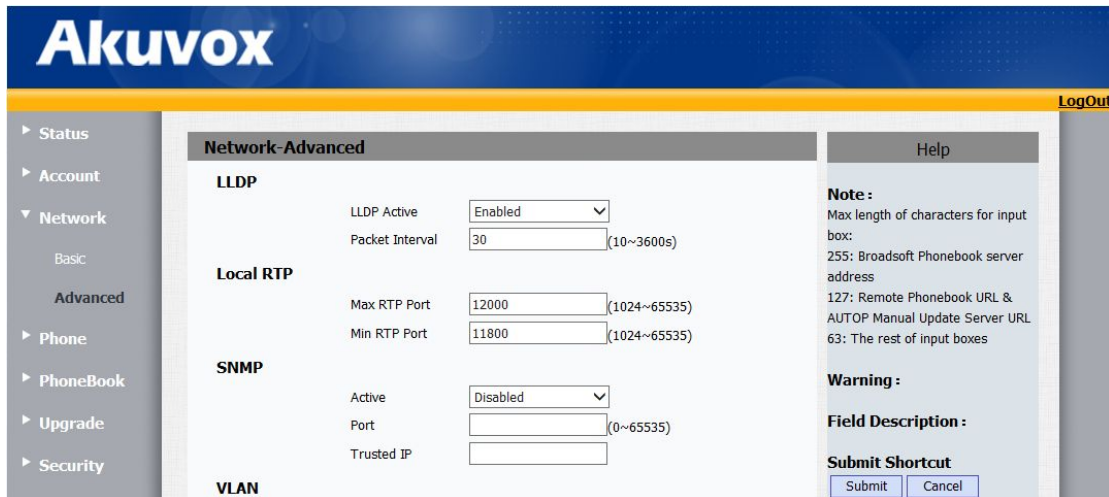 Akuvox
LogOut
Status
Account
Network
Basic
Advanced
Phone
PhoneBook
Upgrade
Security
Network-Advanced
LLDP
LLDP Active Enabled
Packet Interval 30 (10~3600s)
Local RTP
Max RTP Port 12000 (1024~65535)
Min RTP Port 11800 (1024~65535)
SNMP
Active Disabled
Port (0~65535)
Trusted IP
VLAN
Help
Note :
Max length of characters for input
box:
255: Broadsoft Phonebook server
address
127: Remote Phonebook URL &
AUTOP Manual Update Server URL
63: The rest of input boxes
Warning :
Field Description :
Submit Shortcut
Submit Cancel